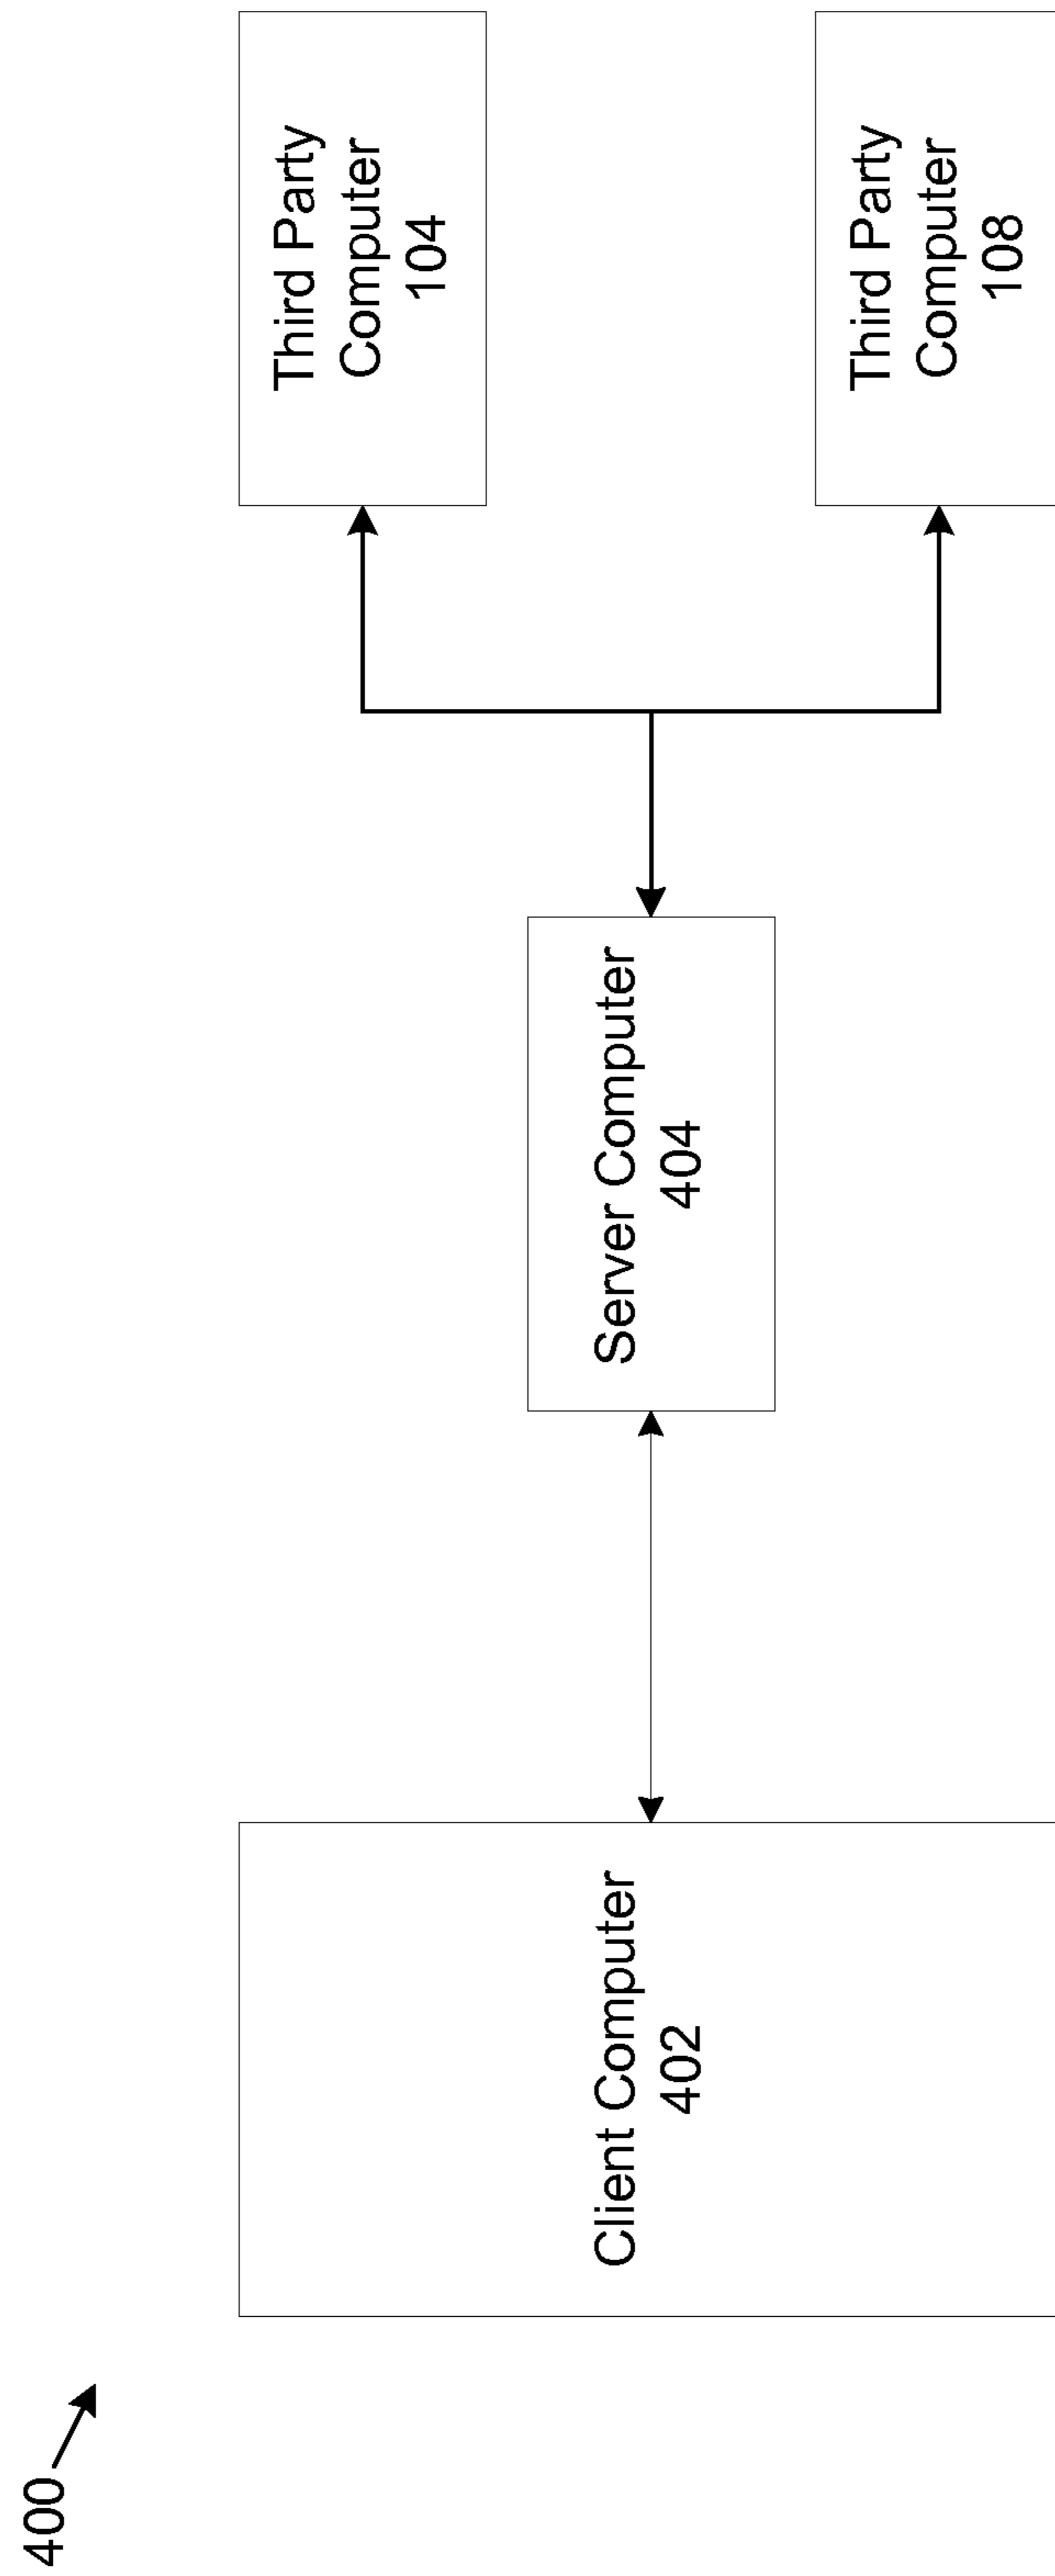 400
Client Computer
402
Server Computer
404
Third Party
Computer
104
Third Party
Computer
108